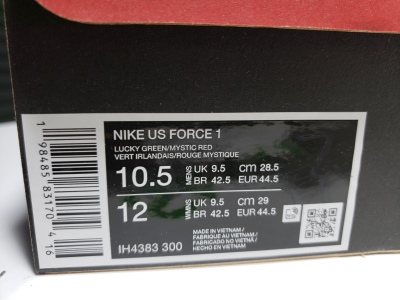 NIKE US FORCE 1
LUCKY GREEN/MYSTIC RED
VERT IRLANDAIS/ROUGE MYSTIQUE
10.5 MENS UK 9.5 cm 28.5
BR 42.5 EUR 44.5
12 WMNS UK 9.5 cm 29
BR 42.5 EUR 44.5
IH4383 300
MADE IN VIETNAM /
FABRIQUÉ AU VIETNAM /
FABRICADO NO VIETNÃ /
HECHO EN VIETNAM
1 98485 83170 4 16